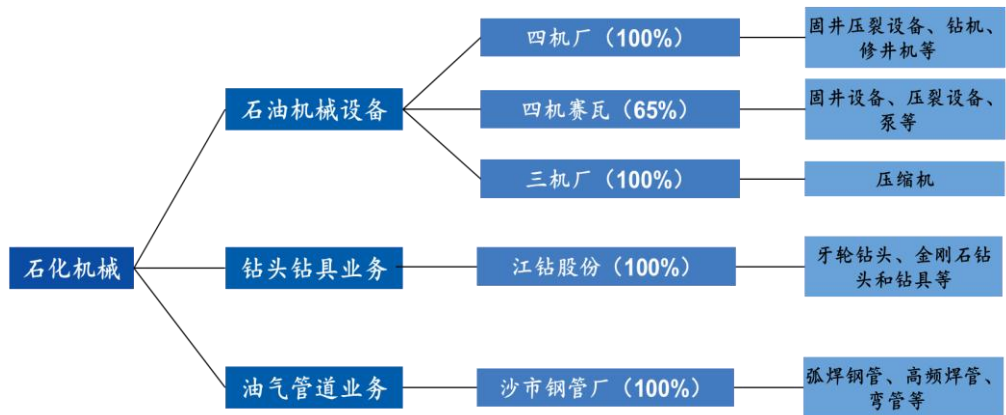 石化机械
石油机械设备
四机厂（100%）
固井压裂设备、钻机、
修井机等
四机赛瓦（65%）
固井设备、压裂设备、
泵等
三机厂（100%）
压缩机
钻头钻具业务
江钻股份（100%）
牙轮钻头、金刚石钻
头和钻具等
油气管道业务
沙市钢管厂（100%）
弧焊钢管、高频焊管、
弯管等